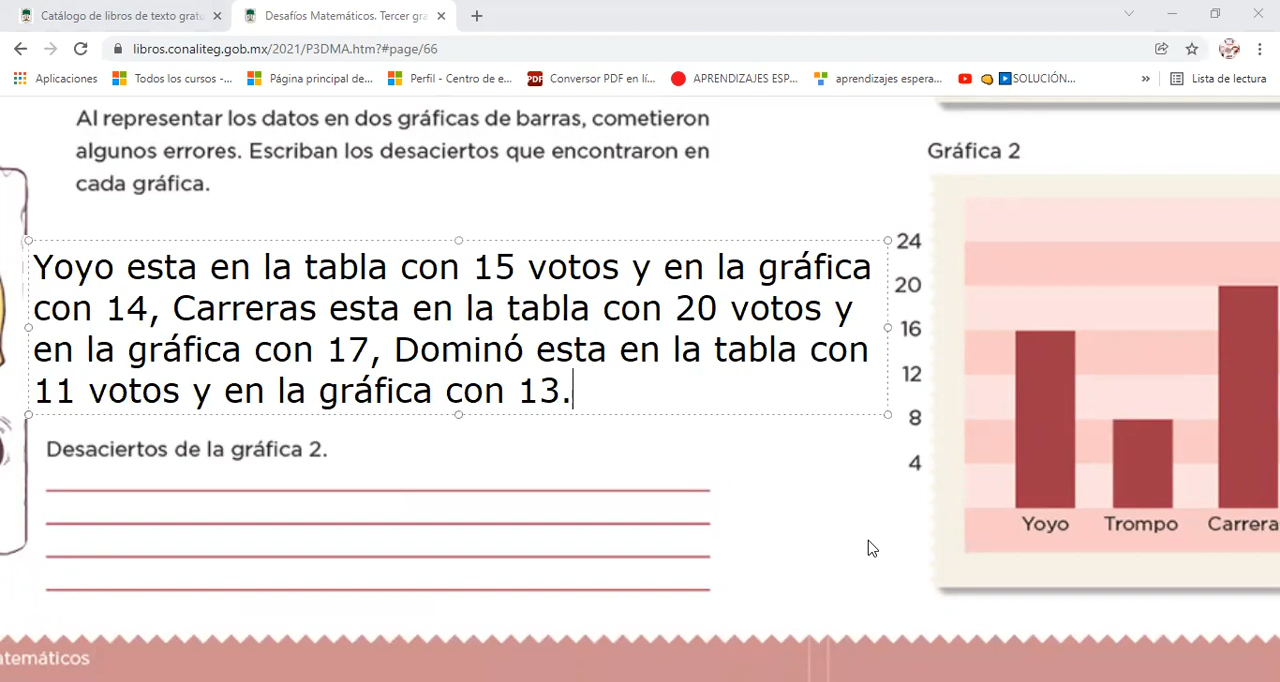 Catálogo de libros de texto gratu
Desafíos Matemáticos. Tercer gra
libros.conaliteg.gob.mx/2021/P3DMA.htm?#page/66
Aplicaciones
Todos los cursos -...
Página principal de...
Perfil - Centro de e...
PDF
Conversor PDF en lí...
APRENDIZAJES ESP...
aprendizajes espera...
SOLUCIÓN...
»
Lista de lectura
Al representar los datos en dos gráficas de barras, cometieron
algunos errores. Escriban los desaciertos que encontraron en
cada gráfica.
Yoyo esta en la tabla con 15 votos y en la gráfica
con 14, Carreras esta en la tabla con 20 votos y
en la gráfica con 17, Dominó esta en la tabla con
11 votos y en la gráfica con 13.
Desaciertos de la gráfica 2.
Gráfica 2
24
20
16
12
8
4
Yoyo Trompo Carrera
temáticos